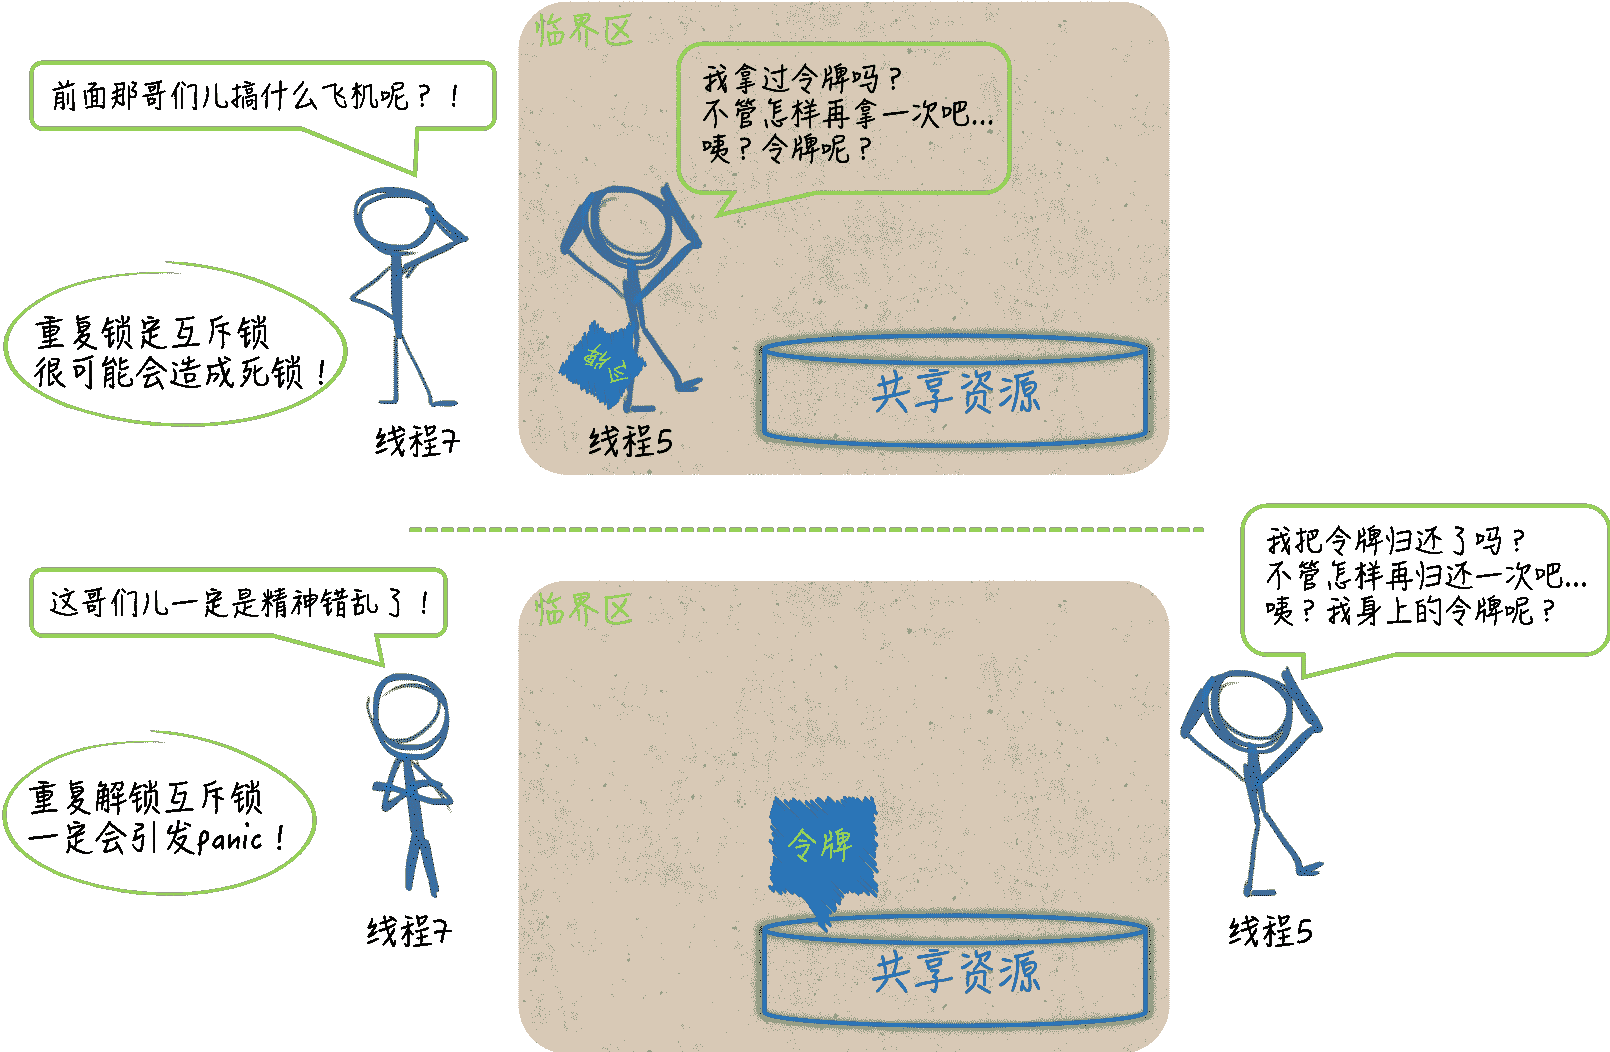 临界区
前面那哥们儿搞什么飞机呢？！
我拿过令牌吗？
不管怎样再拿一次吧...
咦？令牌呢？
重复锁定互斥锁
很可能会造成死锁！
令牌
共享资源
线程7
线程5
我把令牌归还了吗？
不管怎样再归还一次吧...
咦？我身上的令牌呢？
这哥们儿一定是精神错乱了！
临界区
重复解锁互斥锁
一定会引发panic！
令牌
共享资源
线程7
线程5